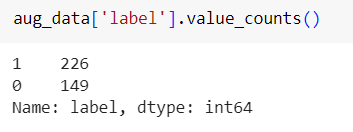 aug_data['label'].value_counts()
1    226
0    149
Name: label, dtype: int64